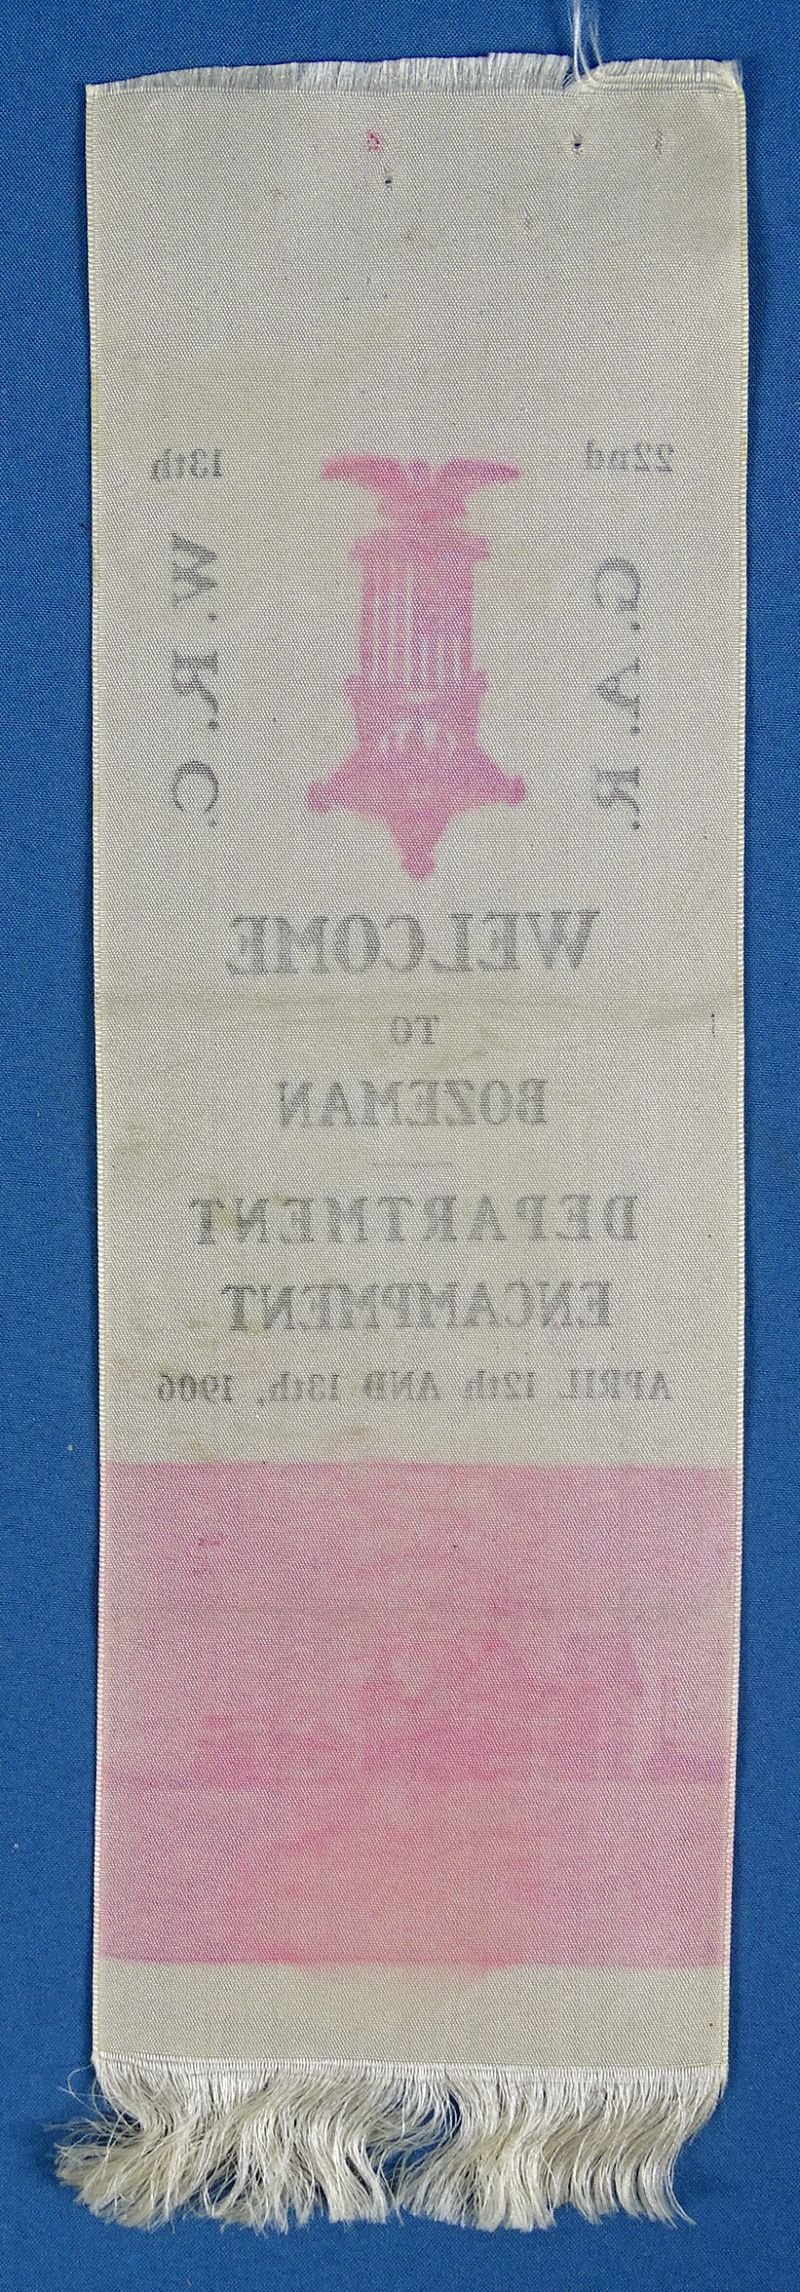 22nd
G.A.R.
13th
W.R.C.
WELCOME
TO
BOZEMAN
DEPARTMENT
ENCAMPMENT
APRIL 12th AND 13th, 1906